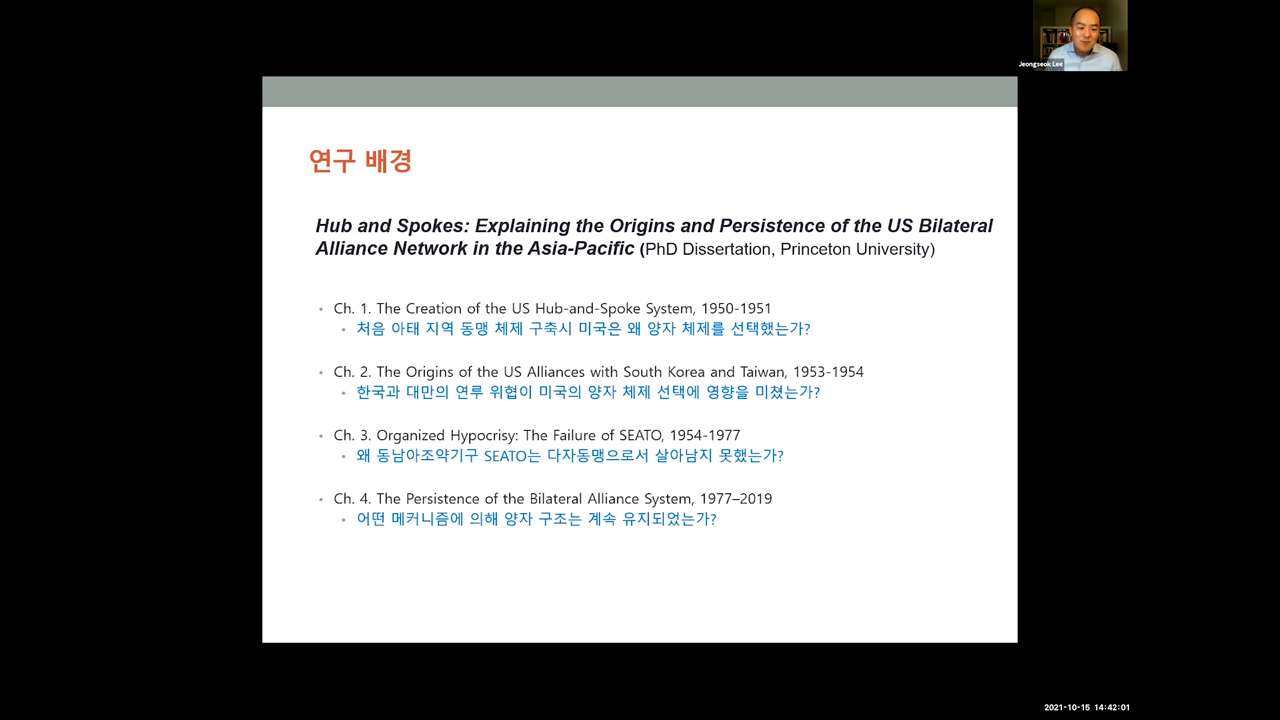 Jeongseok Lee
연구 배경
Hub and Spokes: Explaining the Origins and Persistence of the US Bilateral
Alliance Network in the Asia-Pacific (PhD Dissertation, Princeton University)
• Ch. 1. The Creation of the US Hub-and-Spoke System, 1950-1951
• 처음 아태 지역 동맹 체제 구축시 미국은 왜 양자 체제를 선택했는가?
• Ch. 2. The Origins of the US Alliances with South Korea and Taiwan, 1953-1954
• 한국과 대만의 연루 위협이 미국의 양자 체제 선택에 영향을 미쳤는가?
• Ch. 3. Organized Hypocrisy: The Failure of SEATO, 1954-1977
• 왜 동남아조약기구 SEATO는 다자동맹으로서 살아남지 못했는가?
• Ch. 4. The Persistence of the Bilateral Alliance System, 1977–2019
• 어떤 메커니즘에 의해 양자 구조는 계속 유지되었는가?
2021-10-15 14:42:01